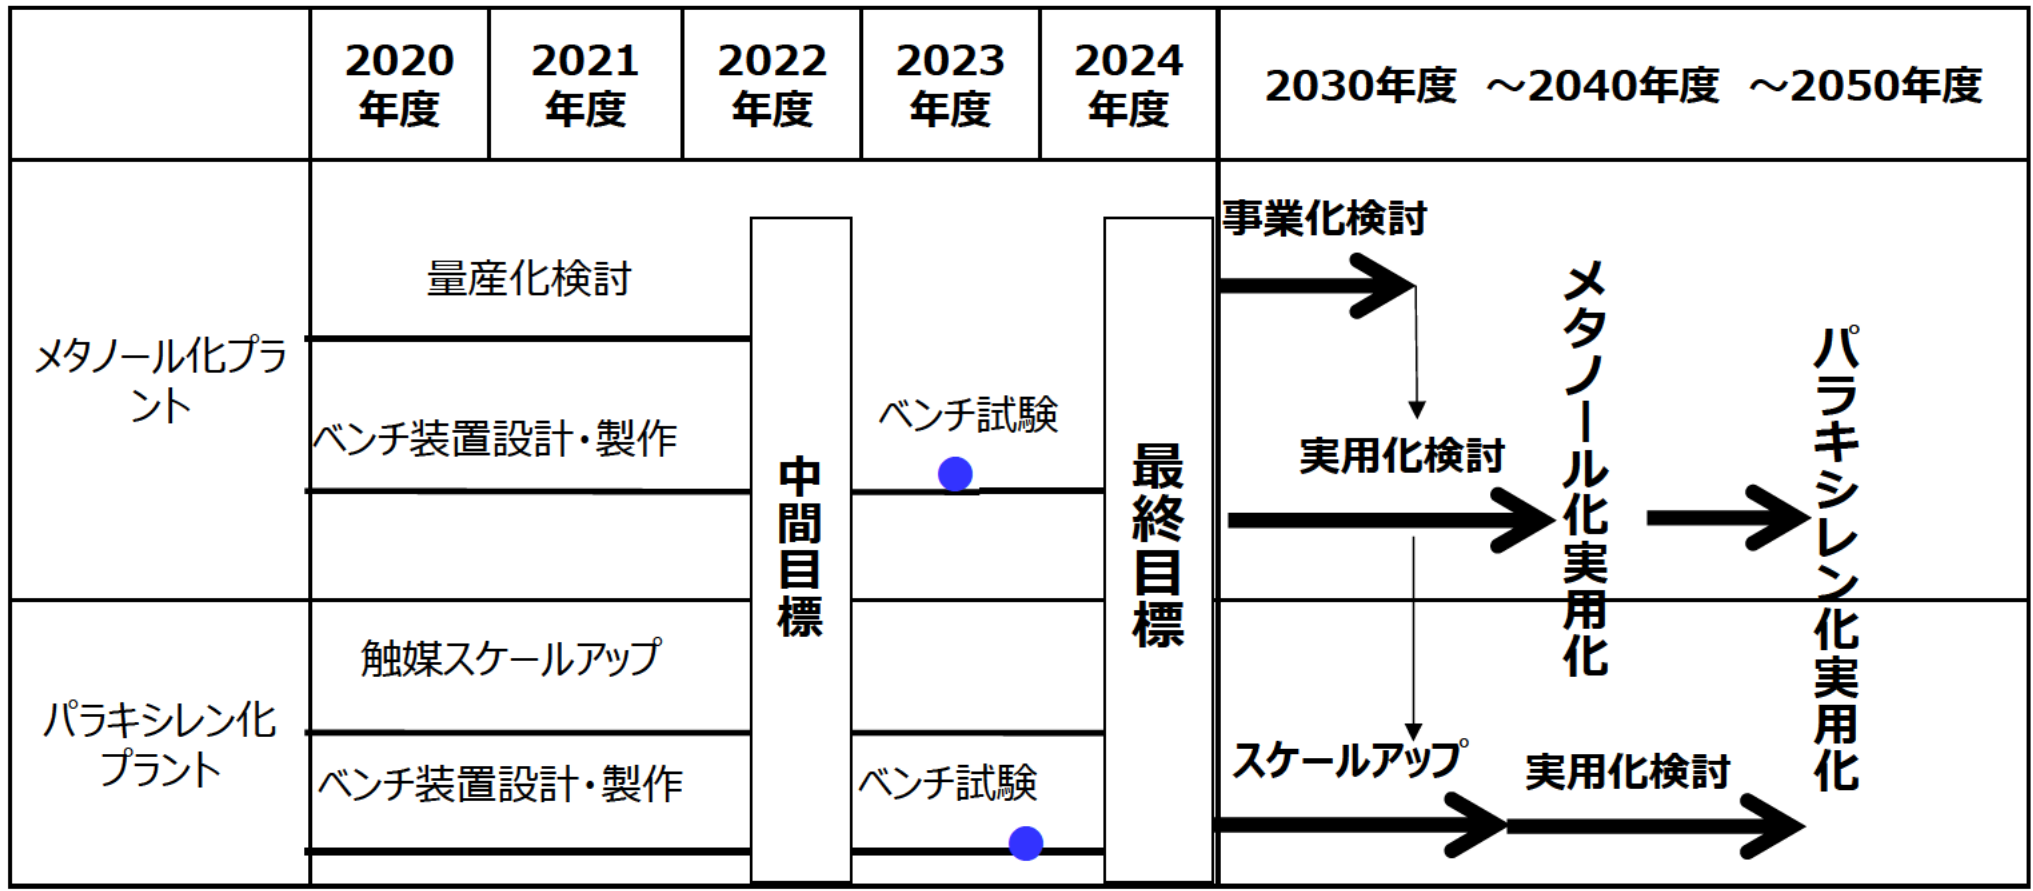 2020
年度
2021
年度
2022
年度
2023
年度
2024
年度
2030年度 ～2040年度 ～2050年度
メタノール化プラ
ント
量産化検討
ベンチ装置設計・製作
中間目標
ベンチ試験
最終目標
事業化検討
実用化検討
メタノール化実用化
パラキシレン化実用化
パラキシレン化
プラント
触媒スケールアップ
ベンチ装置設計・製作
ベンチ試験
スケールアップ
実用化検討